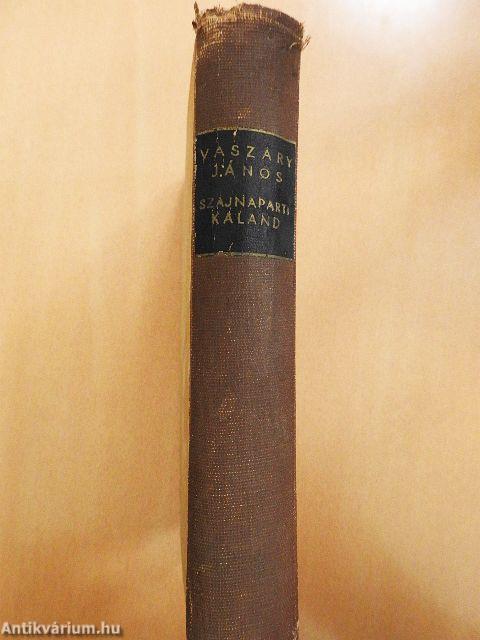 VASZARY
JÁNOS
SZAJNAPARTI
KALAND
Antikvárium.hu